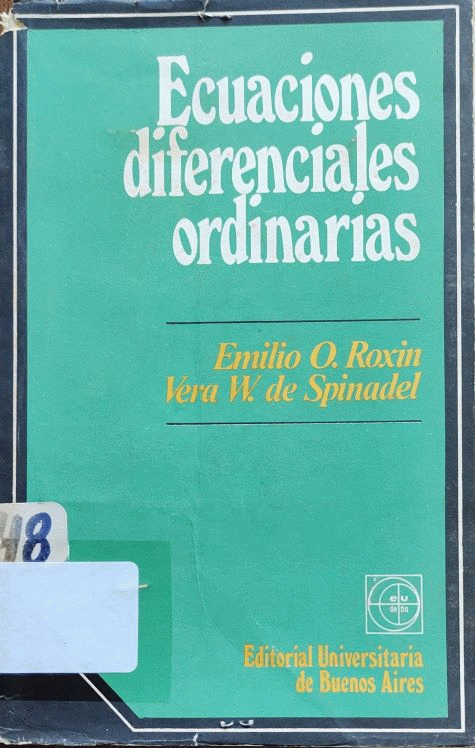 Ecuaciones
diferenciales
ordinarias
Emilio O. Roxin
Vera W. de Spinadel
48
eu
de ba
Editorial Universitaria
de Buenos Aires